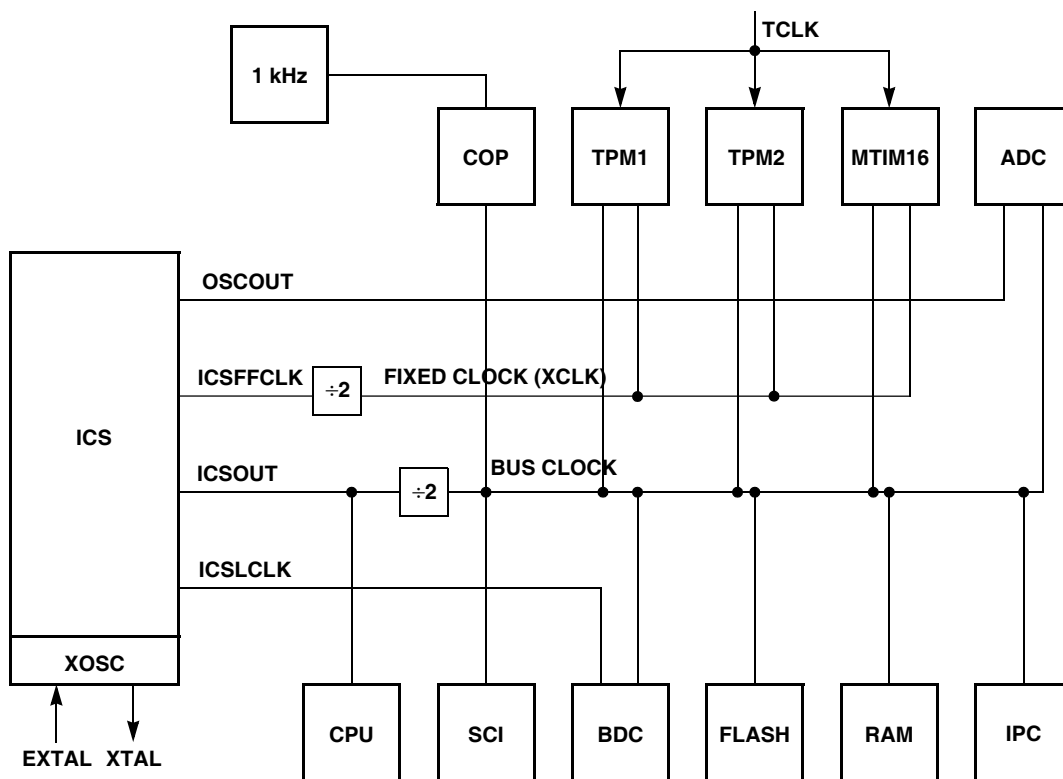 TCLK
1 kHz
COP
TPM1
TPM2
MTIM16
ADC
OSCOUT
ICSFFCLK
÷2
FIXED CLOCK (XCLK)
ICS
ICSOUT
÷2
BUS CLOCK
ICSLCLK
XOSC
CPU
SCI
BDC
FLASH
RAM
IPC
EXTAL XTAL